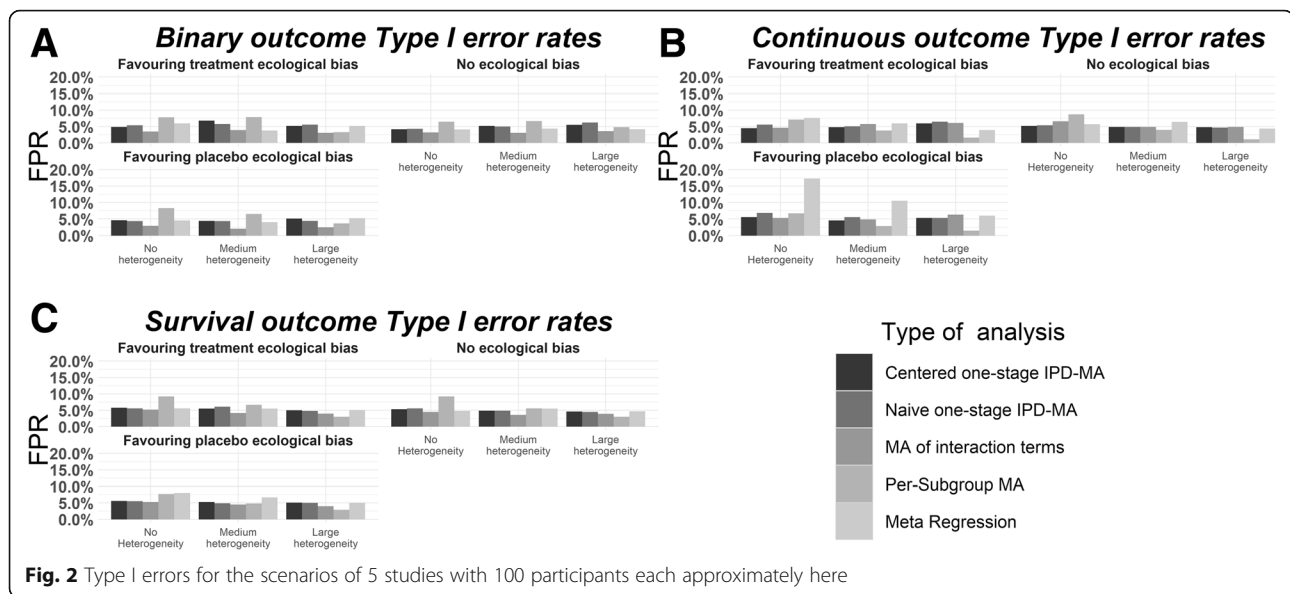 A
Binary outcome Type I error rates
Favouring treatment ecological bias
No ecological bias
20.0%
15.0%
10.0%
5.0%
0.0%
No
heterogeneity
Medium
heterogeneity
Large
heterogeneity
Favouring placebo ecological bias
FPR
20.0%
15.0%
10.0%
5.0%
0.0%
No
heterogeneity
Medium
heterogeneity
Large
heterogeneity
B
Continuous outcome Type I error rates
Favouring treatment ecological bias
No ecological bias
20.0%
15.0%
10.0%
5.0%
0.0%
No
Heterogeneity
Medium
heterogeneity
Large
heterogeneity
Favouring placebo ecological bias
FPR
20.0%
15.0%
10.0%
5.0%
0.0%
No
Heterogeneity
Medium
heterogeneity
Large
heterogeneity
C
Survival outcome Type I error rates
Favouring treatment ecological bias
No ecological bias
20.0%
15.0%
10.0%
5.0%
0.0%
No
Heterogeneity
Medium
heterogeneity
Large
heterogeneity
Favouring placebo ecological bias
FPR
20.0%
15.0%
10.0%
5.0%
0.0%
No
Heterogeneity
Medium
heterogeneity
Large
heterogeneity
Type of analysis
Centered one-stage IPD-MA
Naive one-stage IPD-MA
MA of interaction terms
Per-Subgroup MA
Meta Regression
Fig. 2 Type I errors for the scenarios of 5 studies with 100 participants each approximately here